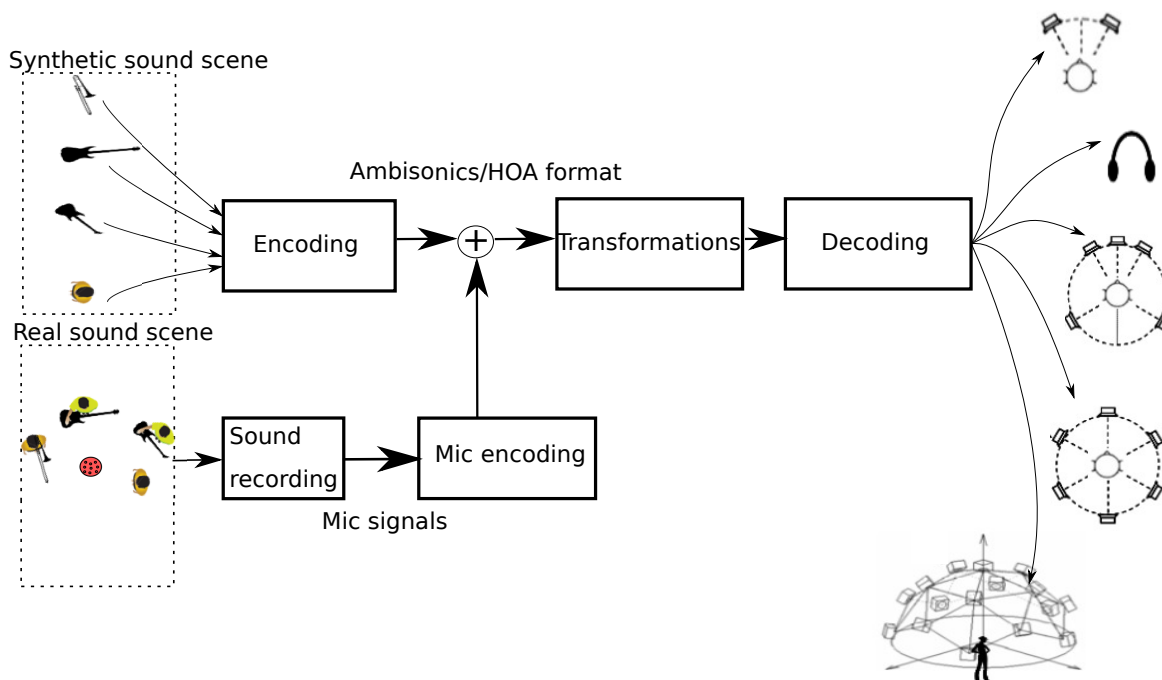 Synthetic sound scene
Ambisonics/HOA format
Encoding
+
Transformations
Decoding
Real sound scene
Sound
recording
Mic encoding
Mic signals